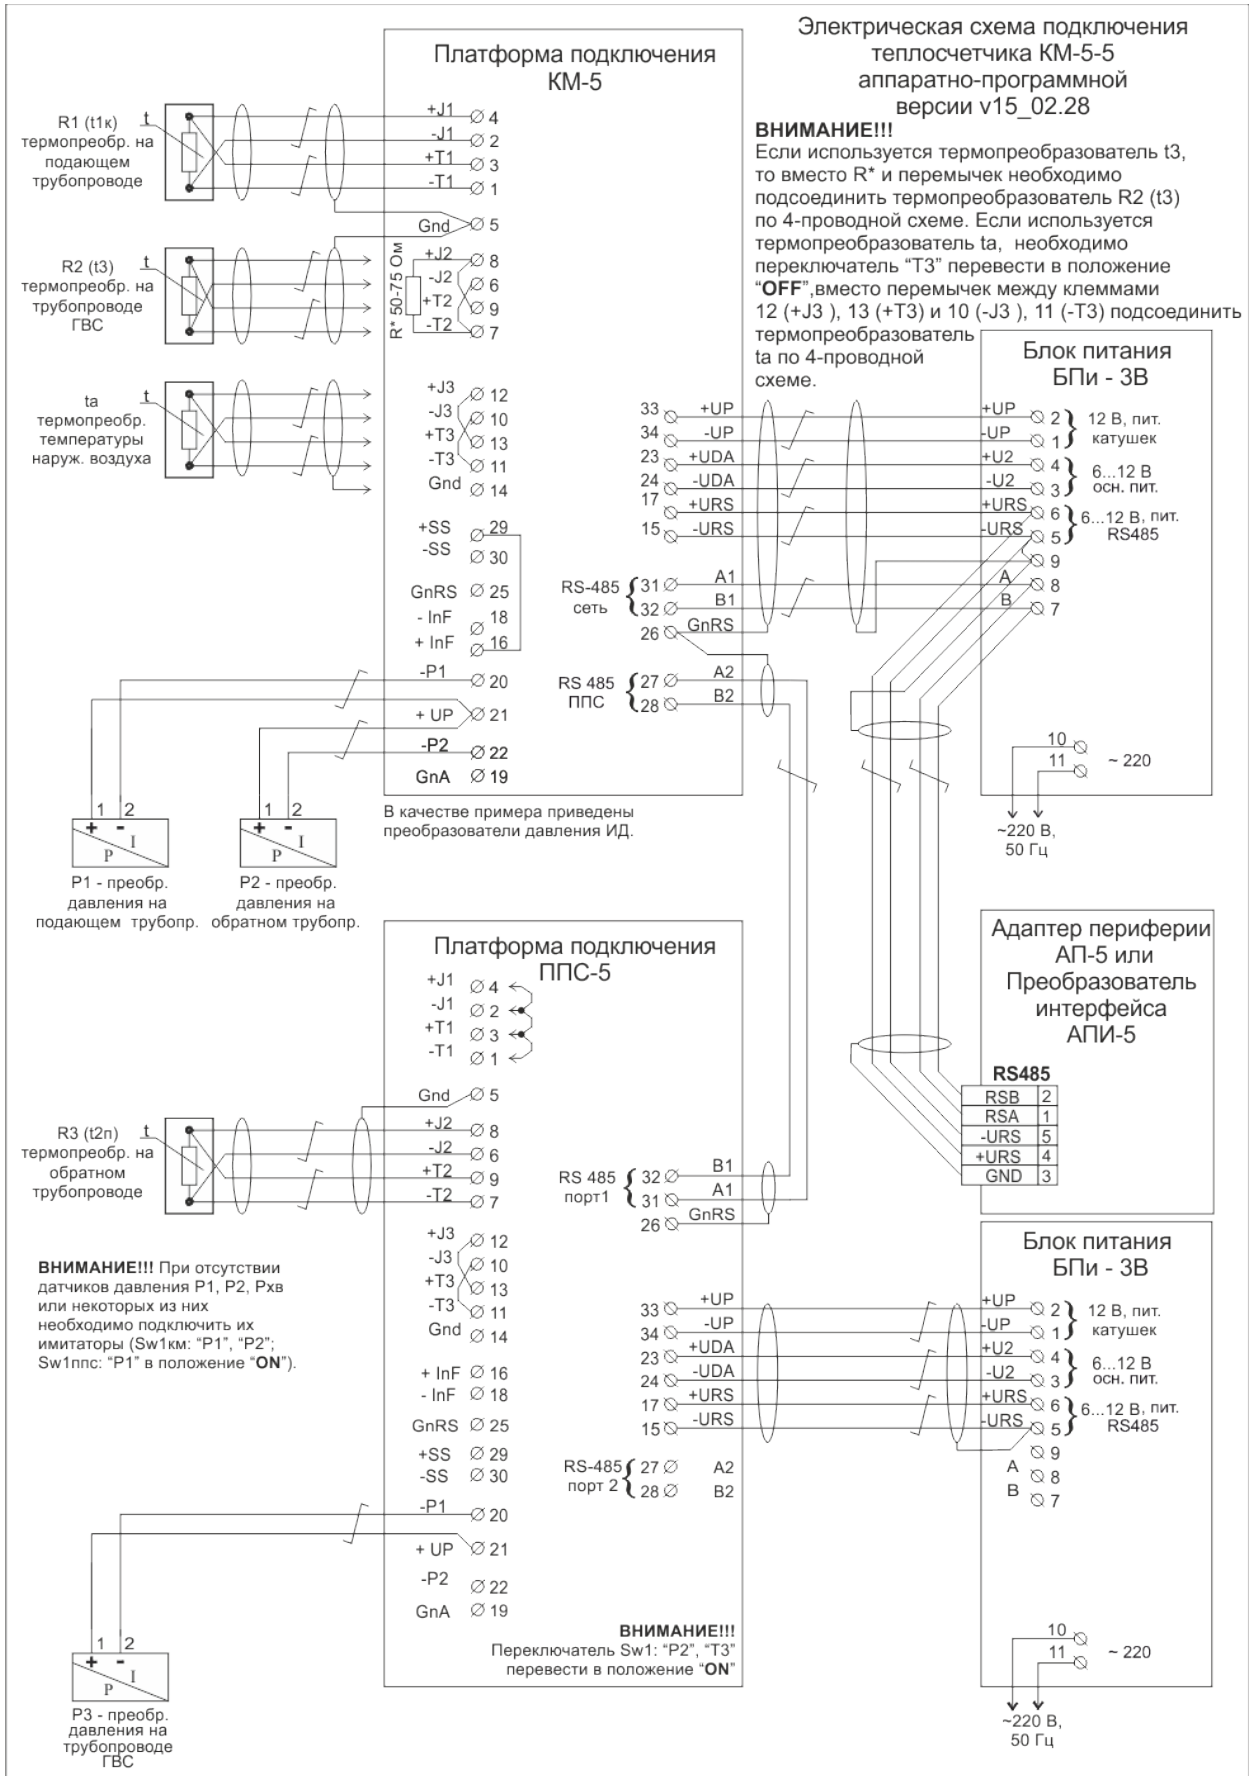 Электрическая схема подключения
теплосчетчика КМ-5-5
аппаратно-программной
версии v15_02.28
ВНИМАНИЕ!!!
Если используется термопреобразователь t3,
то вместо R* и перемычек необходимо
подсоединить термопреобразователь R2 (t3)
по 4-проводной схеме. Если используется
термопреобразователь ta, необходимо
переключатель “Т3” перевести в положение
“OFF”,вместо перемычек между клеммами
12 (+J3 ), 13 (+T3) и 10 (-J3 ), 11 (-T3) подсоединить
термопреобразователь
ta по 4-проводной
схеме.
Платформа подключения
КМ-5
R1 (t1к)
термопреобр. на
подающем
трубопроводе
t
+J1 4
-J1 2
+T1 3
-T1 1
Gnd 5
R2 (t3)
термопреобр. на
трубопроводе
ГВС
t
R* 50-75 Ом
+J2 8
-J2 6
+T2 9
-T2 7
ta
термопреобр.
температуры
наруж. воздуха
t
+J3 12
-J3 10
+T3 13
-T3 11
Gnd 14
+SS 29
-SS 30
GnRS 25
- InF 18
+ InF 16
-P1 20
+ UP 21
-P2 22
GnA 19
33 +UP
34 -UP
23 +UDA
24 -UDA
17 +URS
15 -URS
RS-485
сеть
31 A1
32 B1
26 GnRS
RS 485
ППС
27 A2
28 B2
Блок питания
БПи - 3В
+UP 2
-UP 1
12 В, пит.
катушек
+U2 4
-U2 3
6...12 В
осн. пит.
+URS 6
-URS 5
6...12 В, пит.
RS485
9
A 8
B 7
10
11
~ 220
~220 В,
50 Гц
1 2
+ -
P I
P1 - преобр.
давления на
подающем трубопр.
1 2
+ -
P I
P2 - преобр.
давления на
обратном трубопр.
В качестве примера приведены
преобразователи давления ИД.
Платформа подключения
ППС-5
+J1 4
-J1 2
+T1 3
-T1 1
Gnd 5
R3 (t2п)
термопреобр. на
обратном
трубопроводе
t
+J2 8
-J2 6
+T2 9
-T2 7
+J3 12
-J3 10
+T3 13
-T3 11
Gnd 14
+ InF 16
- InF 18
GnRS 25
+SS 29
-SS 30
-P1 20
+ UP 21
-P2 22
GnA 19
RS 485
порт1
32 B1
31 A1
26 GnRS
33 +UP
34 -UP
23 +UDA
24 -UDA
17 +URS
15 -URS
RS-485
порт 2
27 A2
28 B2
ВНИМАНИЕ!!!
Переключатель Sw1: “P2”, “T3”
перевести в положение “ON”
ВНИМАНИЕ!!! При отсутствии
датчиков давления P1, P2, Pхв
или некоторых из них
необходимо подключить их
имитаторы (Sw1км: “P1”, “P2”;
Sw1ппс: “P1” в положение “ON”).
1 2
+ -
P I
P3 - преобр.
давления на
трубопроводе
ГВС
Адаптер периферии
АП-5 или
Преобразователь
интерфейса
АПИ-5
RS485
RSB 2
RSA 1
-URS 5
+URS 4
GND 3
Блок питания
БПи - 3В
+UP 2
-UP 1
12 В, пит.
катушек
+U2 4
-U2 3
6...12 В
осн. пит.
+URS 6
-URS 5
6...12 В, пит.
RS485
9
A 8
B 7
10
11
~ 220
~220 В,
50 Гц